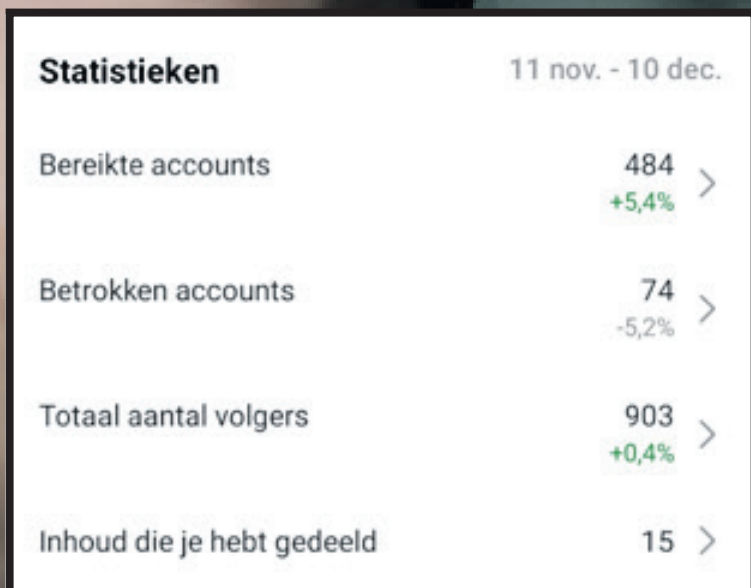 Statistieken 11 nov. - 10 dec.
Bereikte accounts 484
+5,4%
Betrokken accounts 74
-5,2%
Totaal aantal volgers 903
+0,4%
Inhoud die je hebt gedeeld 15